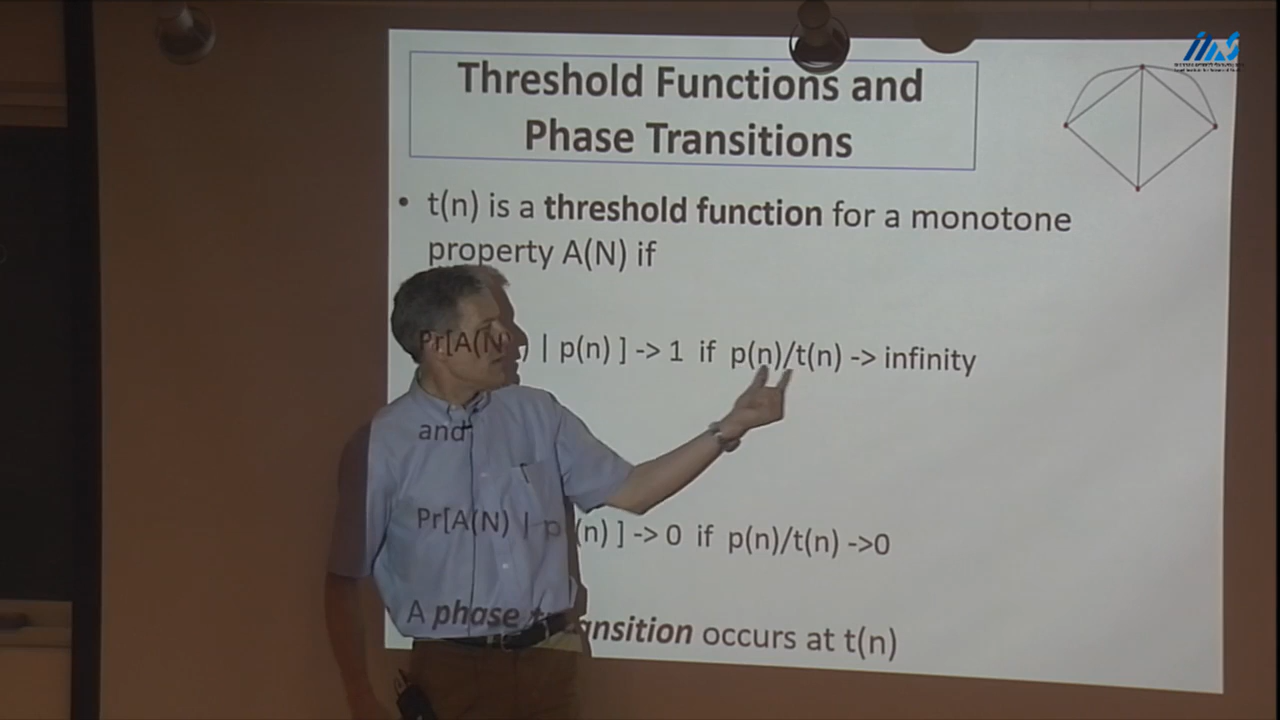 Threshold Functions and
Phase Transitions
• t(n) is a threshold function for a monotone
property A(N) if
Pr[A(N) | p(n) ] -> 1 if p(n)/t(n) -> infinity
and
Pr[A(N) | p(n) ] -> 0 if p(n)/t(n) ->0
A phase transition occurs at t(n)